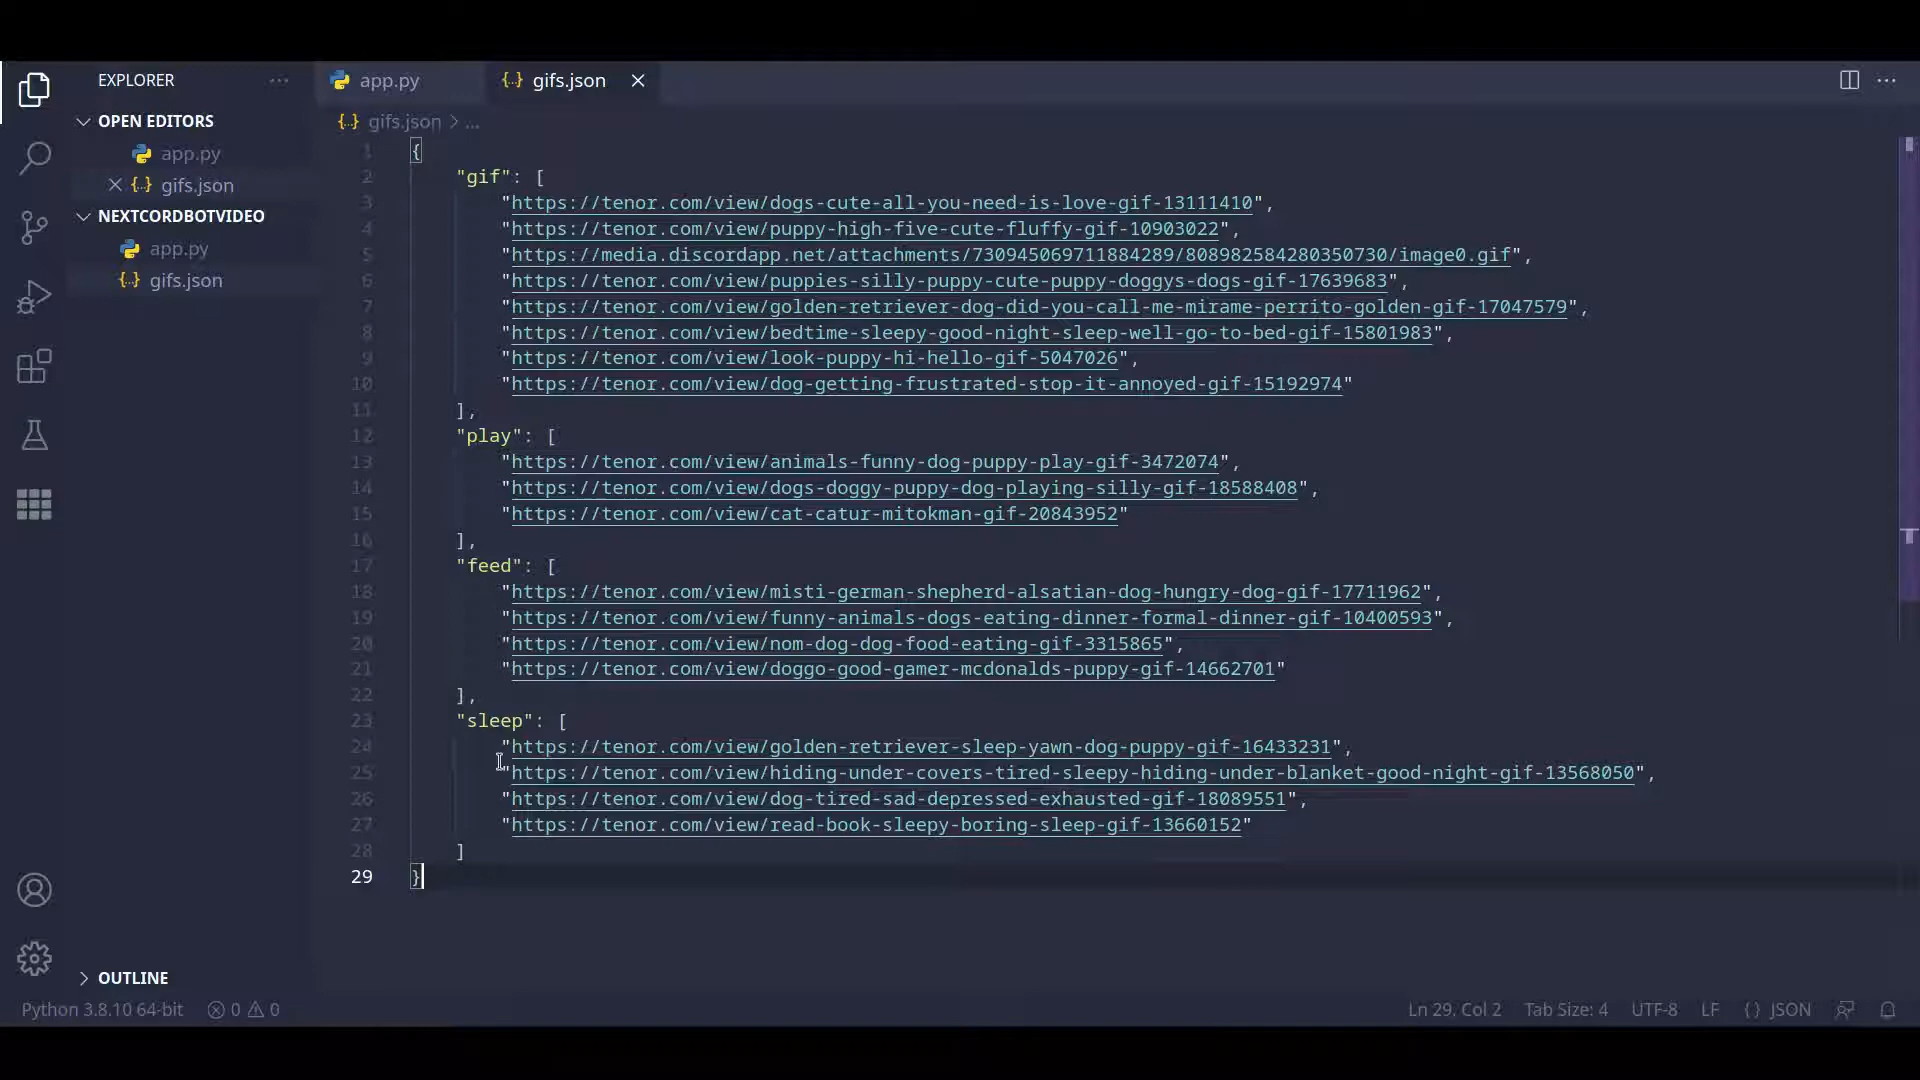 EXPLORER
OPEN EDITORS
app.py
gifs.json
NEXTCORDBOTVIDEO
app.py
gifs.json
OUTLINE
app.py
gifs.json
gifs.json > ...
1 {
2 "gif": [
3 "https://tenor.com/view/dogs-cute-all-you-need-is-love-gif-13111410",
4 "https://tenor.com/view/puppy-high-five-cute-fluffy-gif-10903022",
5 "https://media.discordapp.net/attachments/730945069711884289/808982584280350730/image0.gif",
6 "https://tenor.com/view/puppies-silly-puppy-cute-puppy-doggys-dogs-gif-17639683",
7 "https://tenor.com/view/golden-retriever-dog-did-you-call-me-mirame-perrito-golden-gif-17047579",
8 "https://tenor.com/view/bedtime-sleepy-good-night-sleep-well-go-to-bed-gif-15801983",
9 "https://tenor.com/view/look-puppy-hi-hello-gif-5047026",
10 "https://tenor.com/view/dog-getting-frustrated-stop-it-annoyed-gif-15192974"
11 ],
12 "play": [
13 "https://tenor.com/view/animals-funny-dog-puppy-play-gif-3472074",
14 "https://tenor.com/view/dogs-doggy-puppy-dog-playing-silly-gif-18588408",
15 "https://tenor.com/view/cat-catur-mitokman-gif-20843952"
16 ],
17 "feed": [
18 "https://tenor.com/view/misti-german-shepherd-alsatian-dog-hungry-dog-gif-17711962",
19 "https://tenor.com/view/funny-animals-dogs-eating-dinner-formal-dinner-gif-10400593",
20 "https://tenor.com/view/nom-dog-dog-food-eating-gif-3315865",
21 "https://tenor.com/view/doggo-good-gamer-mcdonalds-puppy-gif-14662701"
22 ],
23 "sleep": [
24 "https://tenor.com/view/golden-retriever-sleep-yawn-dog-puppy-gif-16433231",
25 "https://tenor.com/view/hiding-under-covers-tired-sleepy-hiding-under-blanket-good-night-gif-13568050",
26 "https://tenor.com/view/dog-tired-sad-depressed-exhausted-gif-18089551",
27 "https://tenor.com/view/read-book-sleepy-boring-sleep-gif-13660152"
28 ]
29 }
Python 3.8.10 64-bit 0 0 Ln 29, Col 2 Tab Size: 4 UTF-8 LF {} JSON